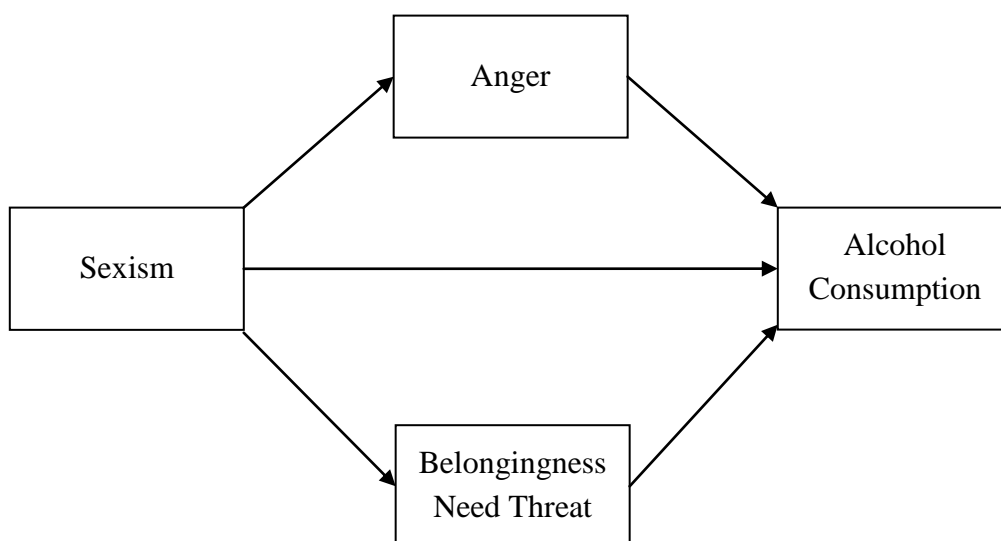 Anger
Sexism
Alcohol
Consumption
Belongingness
Need Threat